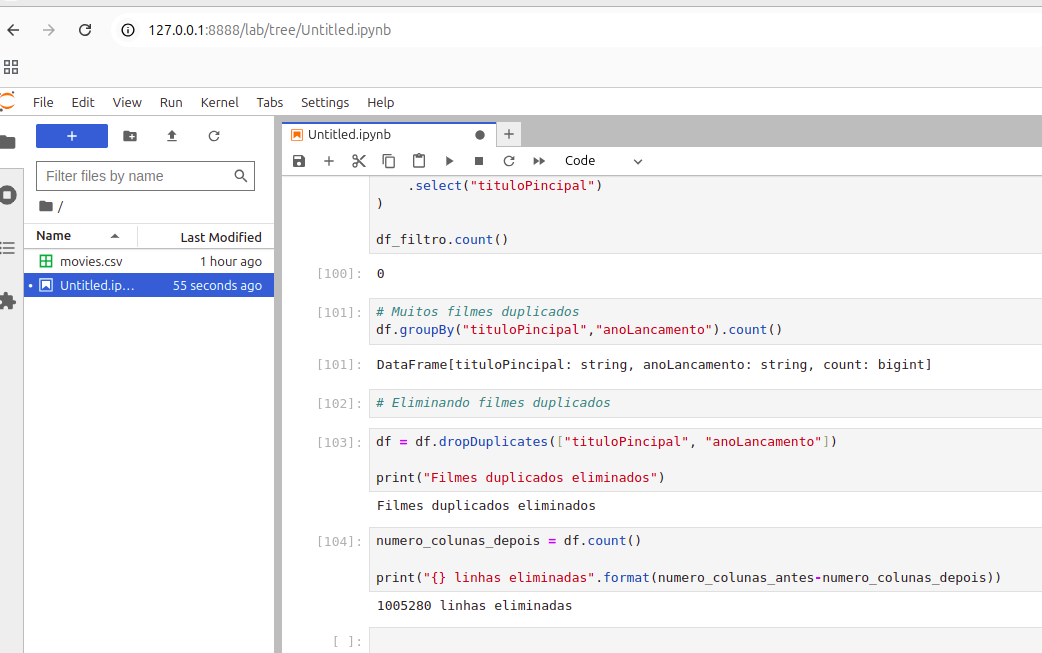 127.0.0.1:8888/lab/tree/Untitled.ipynb
File Edit View Run Kernel Tabs Settings Help
Filter files by name
/
Name Last Modified
movies.csv 1 hour ago
Untitled.ip... 55 seconds ago
Untitled.ipynb
Code
.select("tituloPincipal")
)
df_filtro.count()
[100]: 0
[101]: # Muitos filmes duplicados
df.groupBy("tituloPincipal","anoLancamento").count()
[101]: DataFrame[tituloPincipal: string, anoLancamento: string, count: bigint]
[102]: # Eliminando filmes duplicados
[103]: df = df.dropDuplicates(["tituloPincipal", "anoLancamento"])
print("Filmes duplicados eliminados")
Filmes duplicados eliminados
[104]: numero_colunas_depois = df.count()
print("{} linhas eliminadas".format(numero_colunas_antes-numero_colunas_depois))
1005280 linhas eliminadas
[ ]: